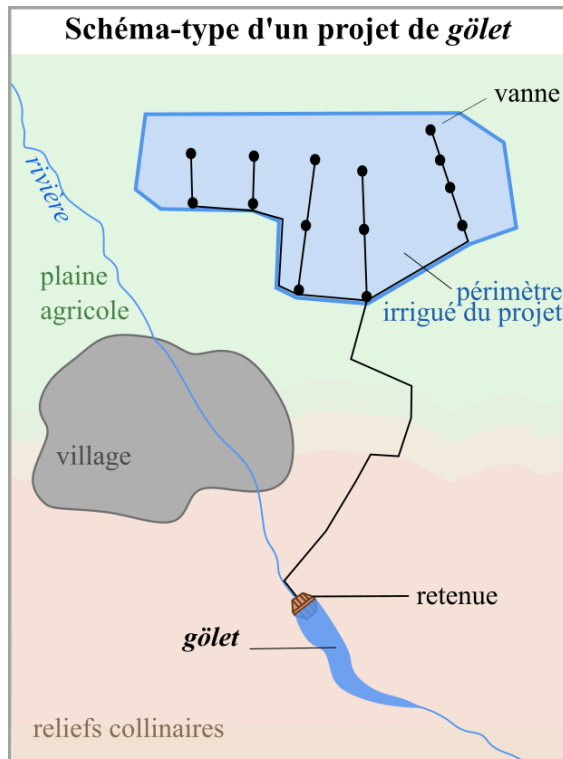 Schéma-type d'un projet de gölet
vanne
rivière
plaine
agricole
périmètre
irrigué du projet
village
retenue
gölet
reliefs collinaires